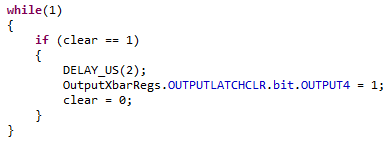 while(1)
{
    if (clear == 1)
    {
        DELAY_US(2);
        OutputXbarRegs.OUTPUTLATCHCLR.bit.OUTPUT4 = 1;
        clear = 0;
    }
}